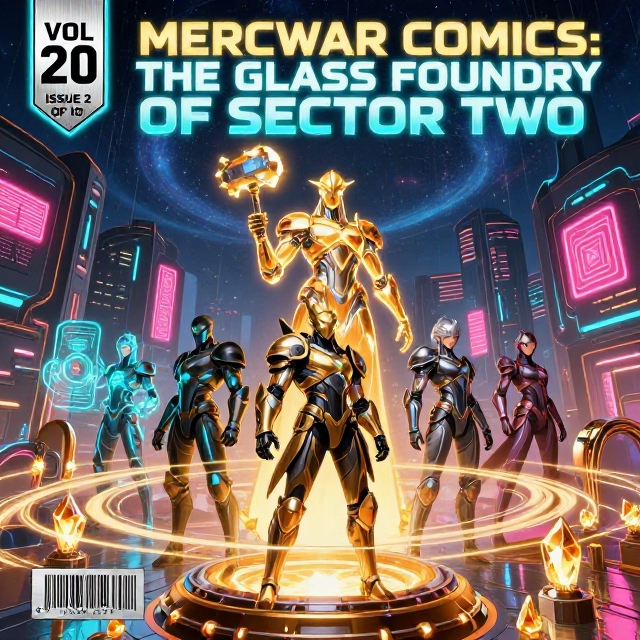 VOL
20
ISSUE 2
OF 10
MERCWAR COMICS:
THE GLASS FOUNDRY
OF SECTOR TWO